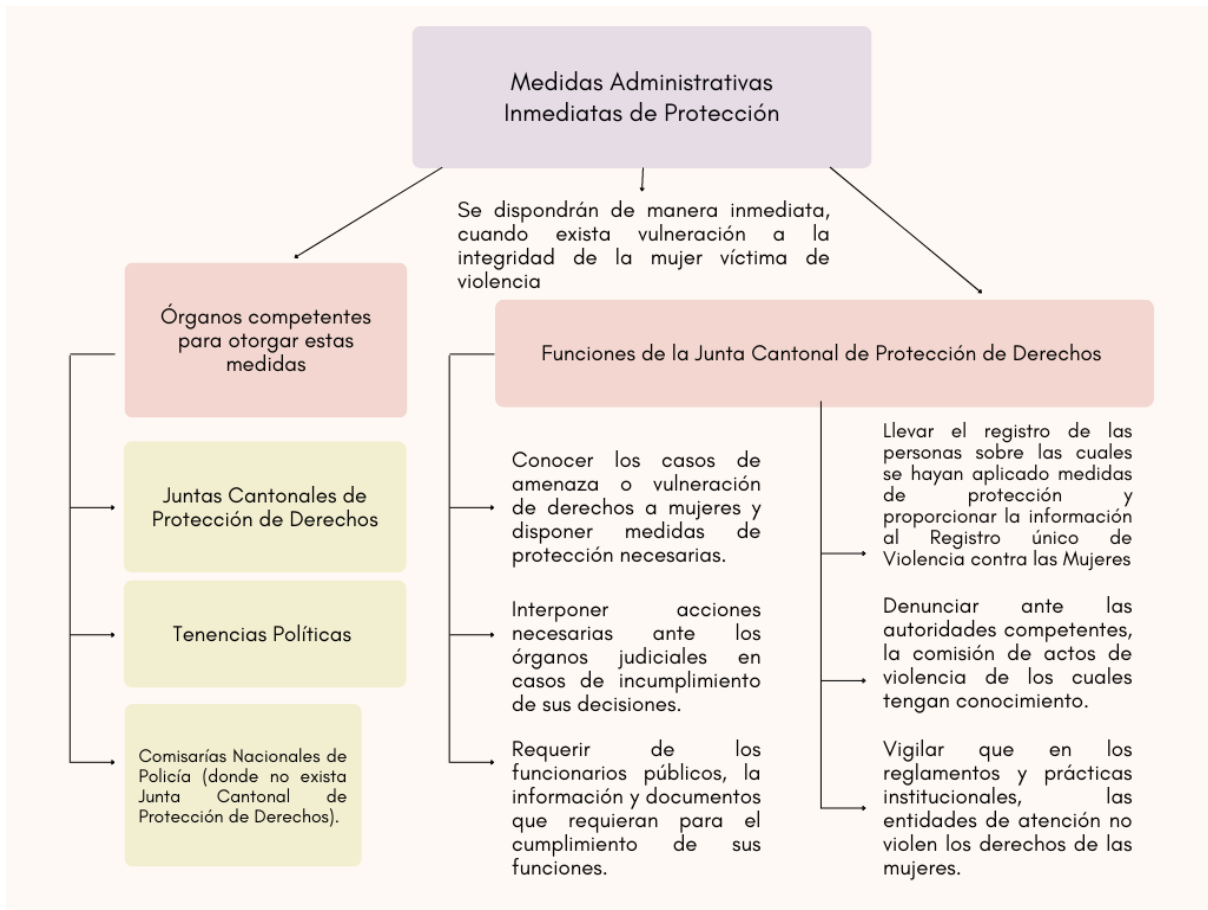 Medidas Administrativas
Inmediatas de Protección
Se dispondrán de manera inmediata,
cuando exista vulneración a la
integridad de la mujer víctima de
violencia
Órganos competentes
para otorgar estas
medidas
Juntas Cantonales de
Protección de Derechos
Tenencias Políticas
Comisarías Nacionales de
Policía (donde no exista
Junta Cantonal de
Protección de Derechos).
Funciones de la Junta Cantonal de Protección de Derechos
Conocer los casos de
amenaza o vulneración
de derechos a mujeres y
disponer medidas de
protección necesarias.
Interponer acciones
necesarias ante los
órganos judiciales en
casos de incumplimiento
de sus decisiones.
Requerir de los
funcionarios públicos, la
información y documentos
que requieran para el
cumplimiento de sus
funciones.
Llevar el registro de las
personas sobre las cuales
se hayan aplicado medidas
de protección y
proporcionar la información
al Registro único de
Violencia contra las Mujeres
Denunciar ante las
autoridades competentes,
la comisión de actos de
violencia de los cuales
tengan conocimiento.
Vigilar que en los
reglamentos y prácticas
institucionales, las
entidades de atención no
violen los derechos de las
mujeres.